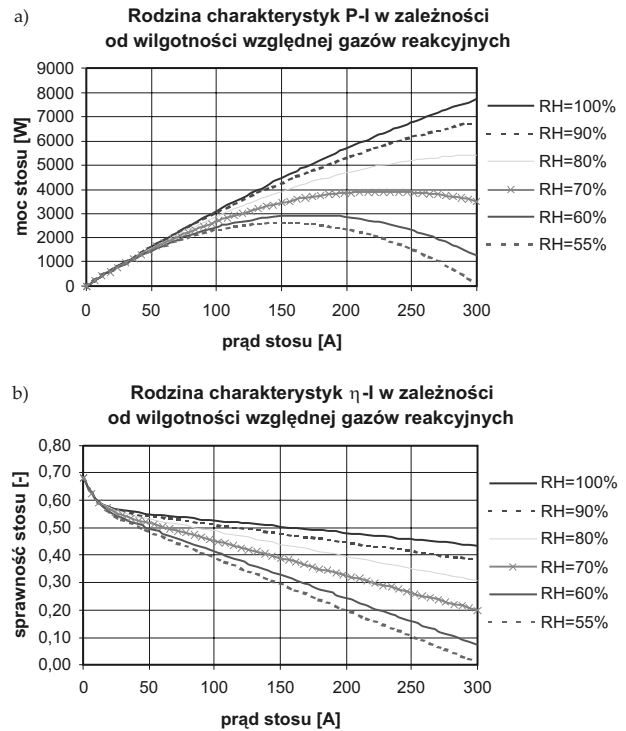 a)
Rodzina charakterystyk P-I w zależności
od wilgotności względnej gazów reakcyjnych
9000
8000
7000
6000
5000
4000
3000
2000
1000
0
moc stosu [W]
0 50 100 150 200 250 300
prąd stosu [A]
RH=100%
RH=90%
RH=80%
RH=70%
RH=60%
RH=55%
b)
Rodzina charakterystyk η-I w zależności
od wilgotności względnej gazów reakcyjnych
0,80
0,70
0,60
0,50
0,40
0,30
0,20
0,10
0,00
sprawność stosu [-]
0 50 100 150 200 250 300
prąd stosu [A]
RH=100%
RH=90%
RH=80%
RH=70%
RH=60%
RH=55%